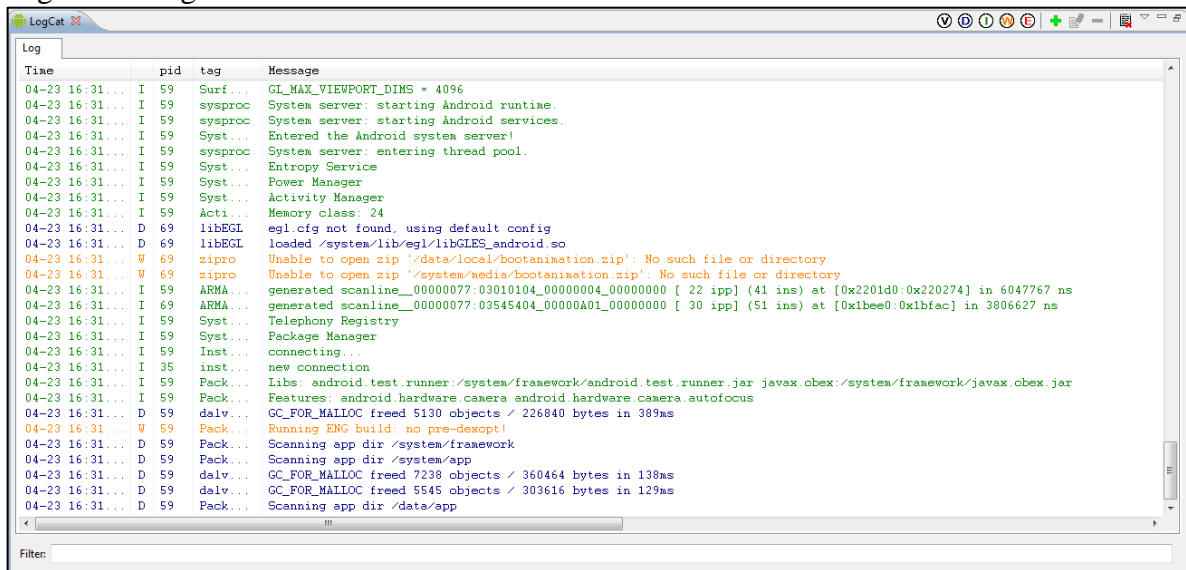 LogCat
V D I W E
Log
Time pid tag Message
04-23 16:31... I 59 Surf... GL_MAX_VIEWPORT_DIMS = 4096
04-23 16:31... I 59 sysproc System server: starting Android runtime.
04-23 16:31... I 59 sysproc System server: starting Android services.
04-23 16:31... I 59 Syst... Entered the Android system server!
04-23 16:31... I 59 sysproc System server: entering thread pool.
04-23 16:31... I 59 Syst... Entropy Service
04-23 16:31... I 59 Syst... Power Manager
04-23 16:31... I 59 Syst... Activity Manager
04-23 16:31... I 59 Acti... Memory class: 24
04-23 16:31... D 69 libEGL egl.cfg not found, using default config
04-23 16:31... D 69 libEGL loaded /system/lib/egl/libGLES_android.so
04-23 16:31... W 69 zipro Unable to open zip '/data/local/bootanimation.zip': No such file or directory
04-23 16:31... W 69 zipro Unable to open zip '/system/media/bootanimation.zip': No such file or directory
04-23 16:31... I 59 ARMA... generated scanline__00000077:03010104_00000004_00000000 [ 22 ipp] (41 ins) at [0x2201d0:0x220274] in 6047767 ns
04-23 16:31... I 69 ARMA... generated scanline__00000077:03545404_00000A01_00000000 [ 30 ipp] (51 ins) at [0x1bee0:0x1bfac] in 3806627 ns
04-23 16:31... I 59 Syst... Telephony Registry
04-23 16:31... I 59 Syst... Package Manager
04-23 16:31... I 59 Inst... connecting...
04-23 16:31... I 35 inst... new connection
04-23 16:31... I 59 Pack... Libs: android.test.runner:/system/framework/android.test.runner.jar javax.obex:/system/framework/javax.obex.jar
04-23 16:31... I 59 Pack... Features: android.hardware.camera android.hardware.camera.autofocus
04-23 16:31... D 59 dalv... GC_FOR_MALLOC freed 5130 objects / 226840 bytes in 389ms
04-23 16:31... W 59 Pack... Running ENG build: no pre-dexopt!
04-23 16:31... D 59 Pack... Scanning app dir /system/framework
04-23 16:31... D 59 Pack... Scanning app dir /system/app
04-23 16:31... D 59 dalv... GC_FOR_MALLOC freed 7238 objects / 360464 bytes in 138ms
04-23 16:31... D 59 dalv... GC_FOR_MALLOC freed 5545 objects / 303616 bytes in 129ms
04-23 16:31... D 59 Pack... Scanning app dir /data/app
Filter: